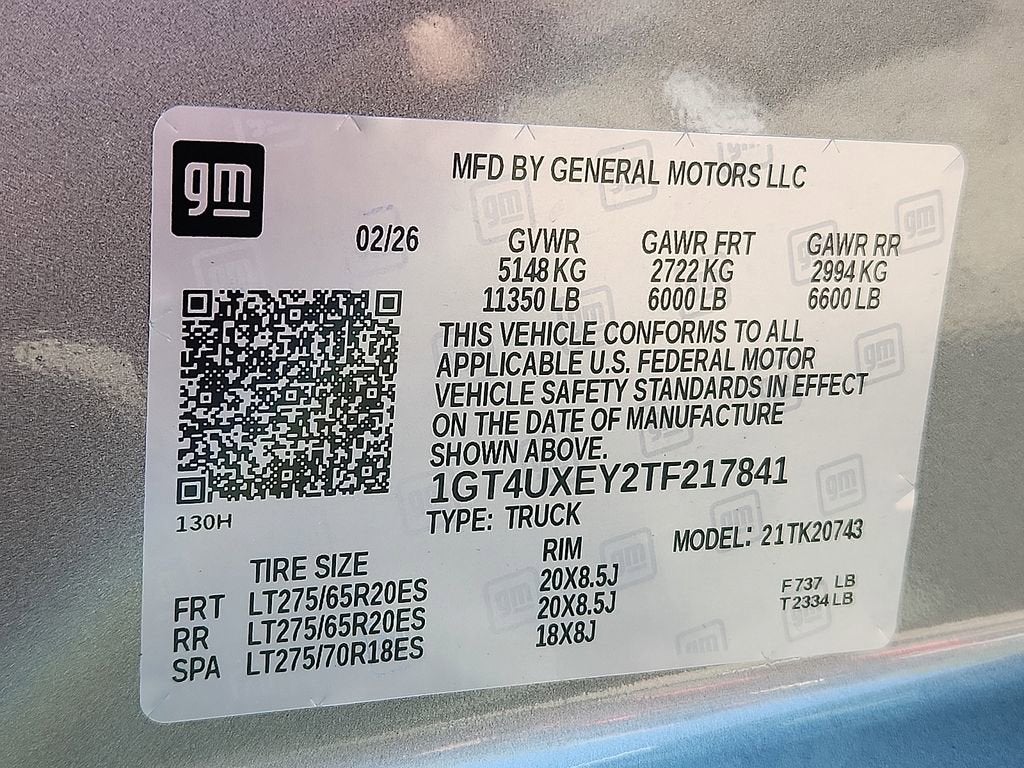 gm
MFD BY GENERAL MOTORS LLC
02/26
GVWR GAWR FRT GAWR RR
5148 KG 2722 KG 2994 KG
11350 LB 6000 LB 6600 LB
THIS VEHICLE CONFORMS TO ALL
APPLICABLE U.S. FEDERAL MOTOR
VEHICLE SAFETY STANDARDS IN EFFECT
ON THE DATE OF MANUFACTURE
SHOWN ABOVE.
1GT4UXEY2TF217841
130H
TYPE: TRUCK
MODEL: 21TK20743
TIRE SIZE RIM
FRT LT275/65R20ES 20X8.5J
RR LT275/65R20ES 20X8.5J
SPA LT275/70R18ES 18X8J
F 737 LB
T 2334 LB